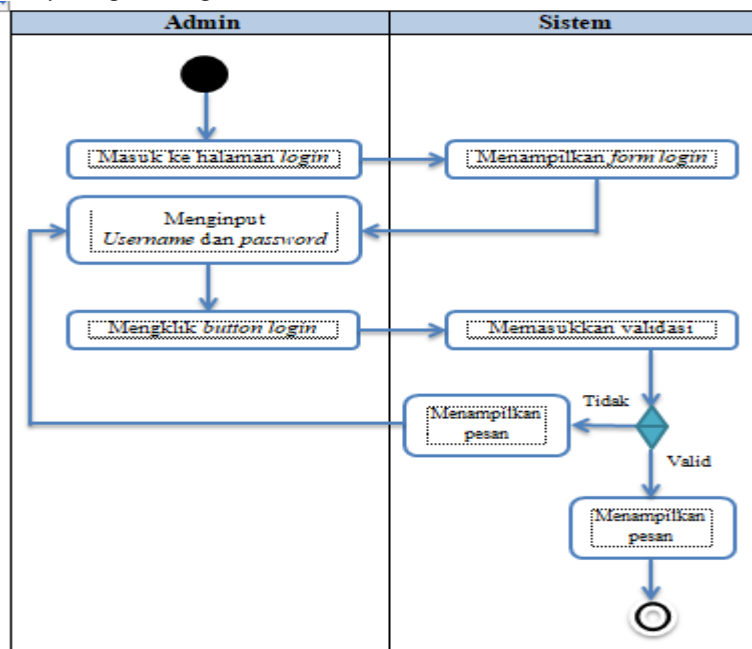 Admin
Sistem
Masuk ke halaman login
Menampilkan form login
Menginput
Username dan password
Mengklik button login
Memasukkan validasi
Tidak
Menampilkan
pesan
Valid
Menampilkan
pesan